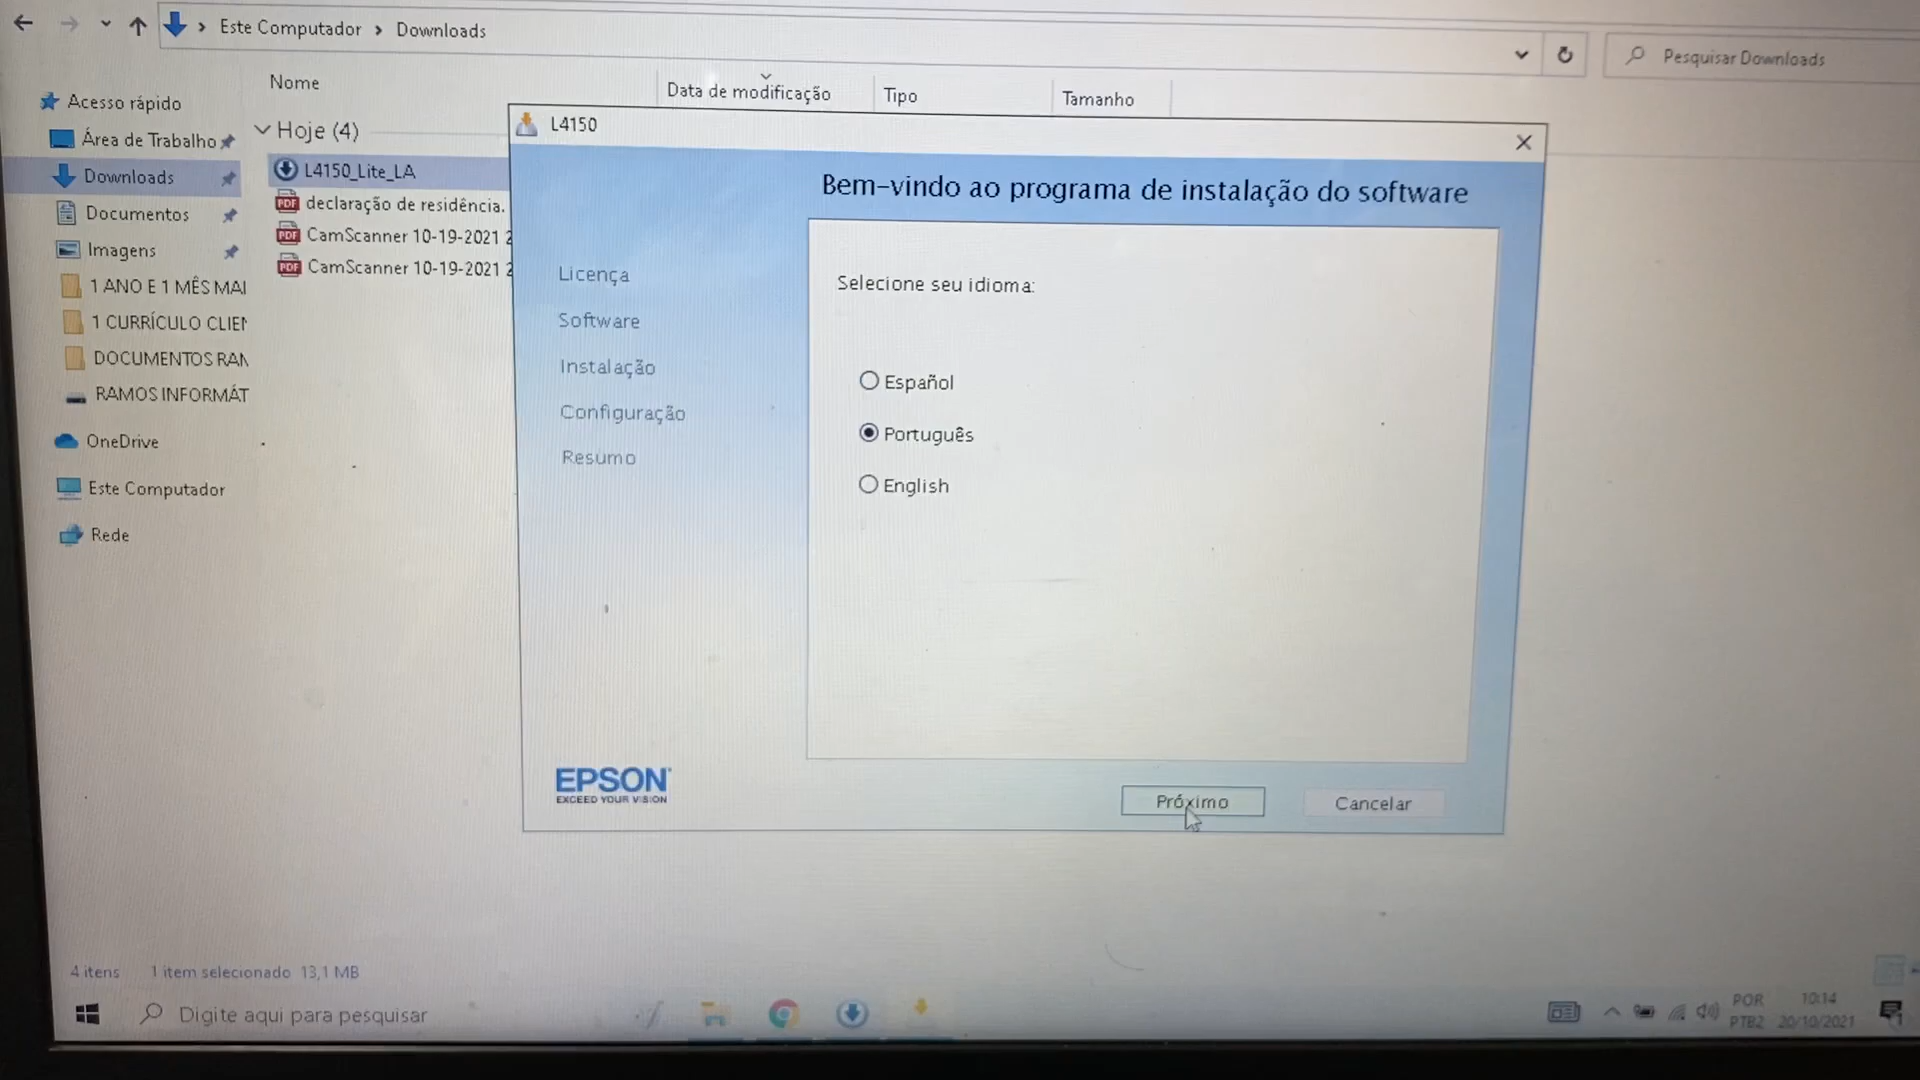 Este Computador > Downloads
Pesquisar Downloads
Nome
Data de modificação
Tipo
Tamanho
Acesso rápido
Área de Trabalho
Downloads
Documentos
Imagens
1 ANO E 1 MÊS MAI
1 CURRÍCULO CLIEN
DOCUMENTOS RAM
RAMOS INFORMÁT
OneDrive
Este Computador
Rede
Hoje (4)
L4150_Lite_LA
declaração de residência.
CamScanner 10-19-2021 2
CamScanner 10-19-2021 2
L4150
Bem-vindo ao programa de instalação do software
Licença
Software
Instalação
Configuração
Resumo
Selecione seu idioma:
Español
Português
English
EPSON
EXCEED YOUR VISION
Próximo
Cancelar
4 itens
1 item selecionado 13,1 MB
Digite aqui para pesquisar
POR
PTB2
10:14
20/10/2021